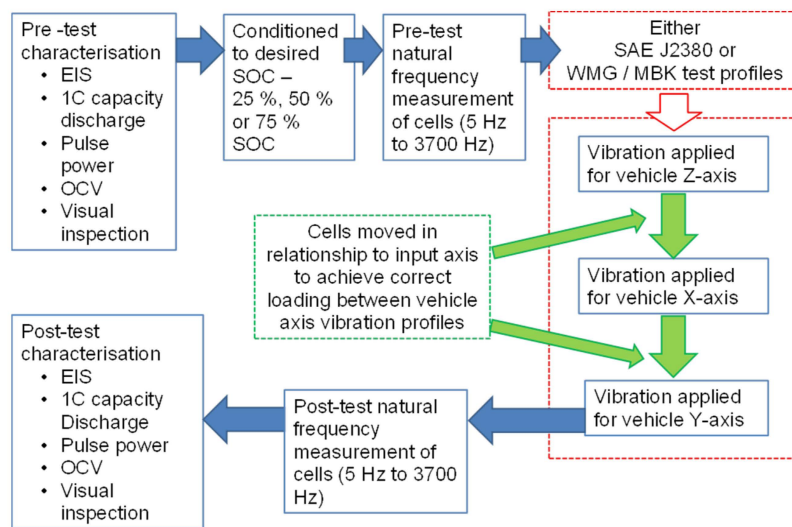 Pre -test
characterisation
• EIS
• 1C capacity
discharge
• Pulse
power
• OCV
• Visual
inspection
Conditioned
to desired
SOC –
25 %, 50 %
or 75 %
SOC
Pre-test
natural
frequency
measurement
of cells (5 Hz
to 3700 Hz)
Either
SAE J2380 or
WMG / MBK test profiles
Vibration applied
for vehicle Z-axis
Cells moved in
relationship to input axis
to achieve correct
loading between vehicle
axis vibration profiles
Vibration applied
for vehicle X-axis
Vibration applied
for vehicle Y-axis
Post-test natural
frequency
measurement of
cells (5 Hz to 3700
Hz)
Post-test
characterisation
• EIS
• 1C capacity
Discharge
• Pulse power
• OCV
• Visual
inspection